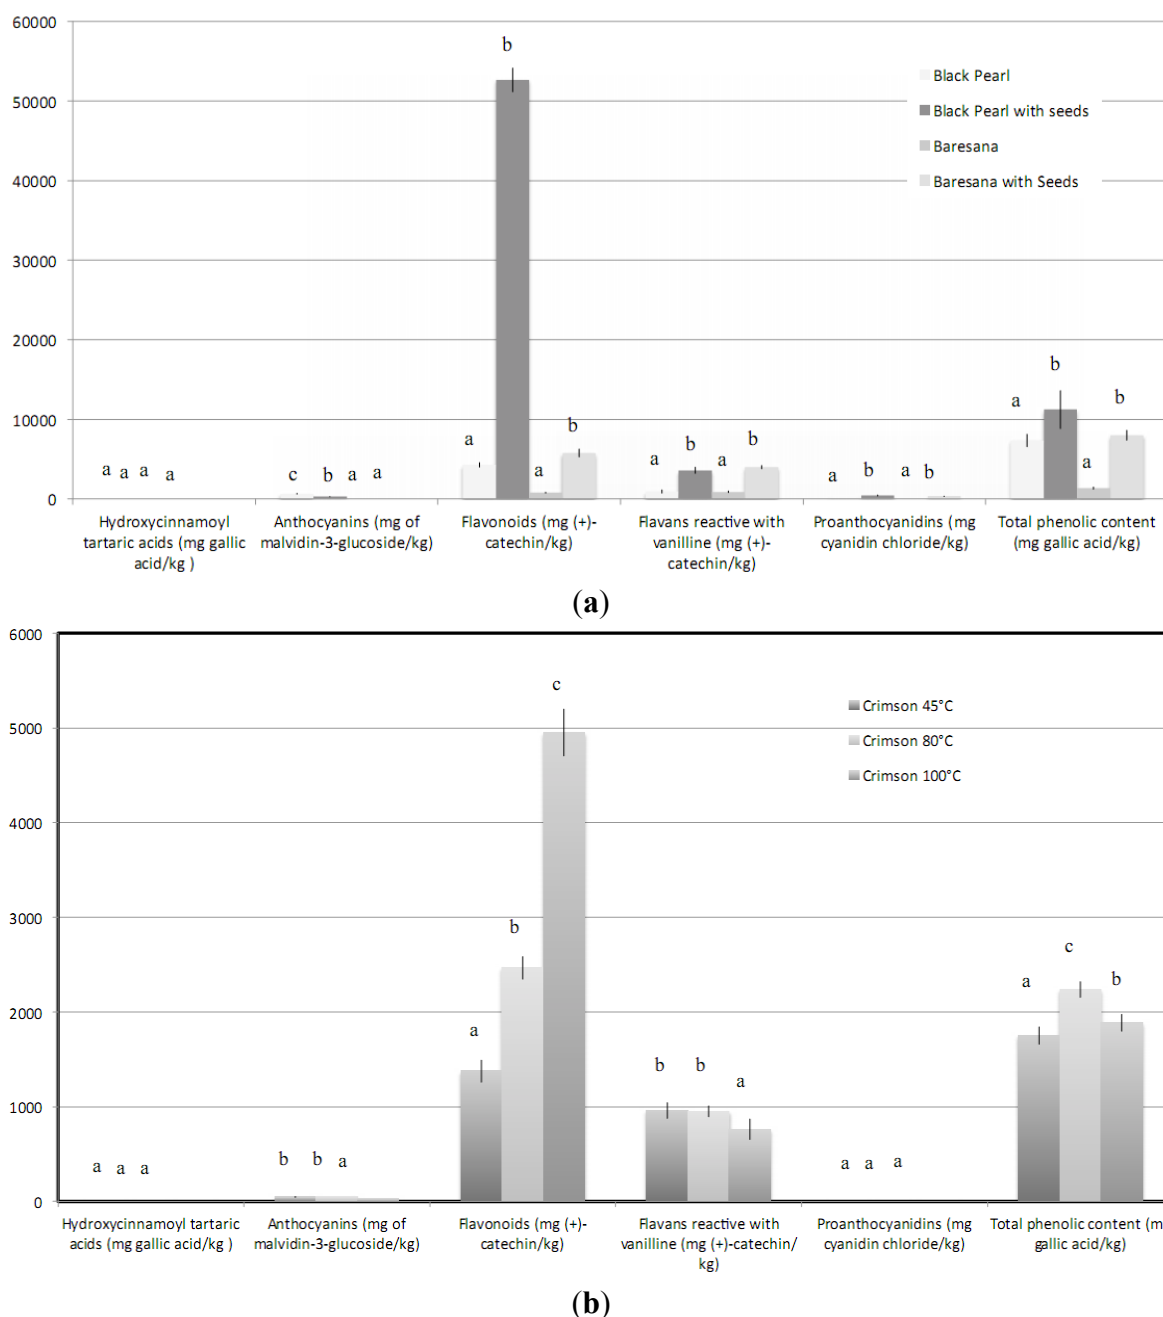 60000
50000
40000
30000
20000
10000
0
b
Black Pearl
Black Pearl with seeds
Baresana
Baresana with Seeds
a a a a
c b a a
a a b
a b a b
a b a b
a b a b
Hydroxycinnamoyl
tartaric acids (mg gallic
acid/kg )
Anthocyanins (mg of
malvidin-3-glucoside/kg)
Flavonoids (mg (+)-
catechin/kg)
Flavans reactive with
vanilline (mg (+)-
catechin/kg)
Proanthocyanidins (mg
cyanidin chloride/kg)
Total phenolic content
(mg gallic acid/kg)
(a)
6000
5000
4000
3000
2000
1000
0
Crimson 45°C
Crimson 80°C
Crimson 100°C
a a a
b b a
a b c
b b a
a a a
a c b
Hydroxycinnamoyl tartaric
acids (mg gallic acid/kg )
Anthocyanins (mg of
malvidin-3-glucoside/kg)
Flavonoids (mg (+)-
catechin/kg)
Flavans reactive with
vanilline (mg (+)-catechin/
kg)
Proanthocyanidins (mg
cyanidin chloride/kg)
Total phenolic content (m
gallic acid/kg)
(b)